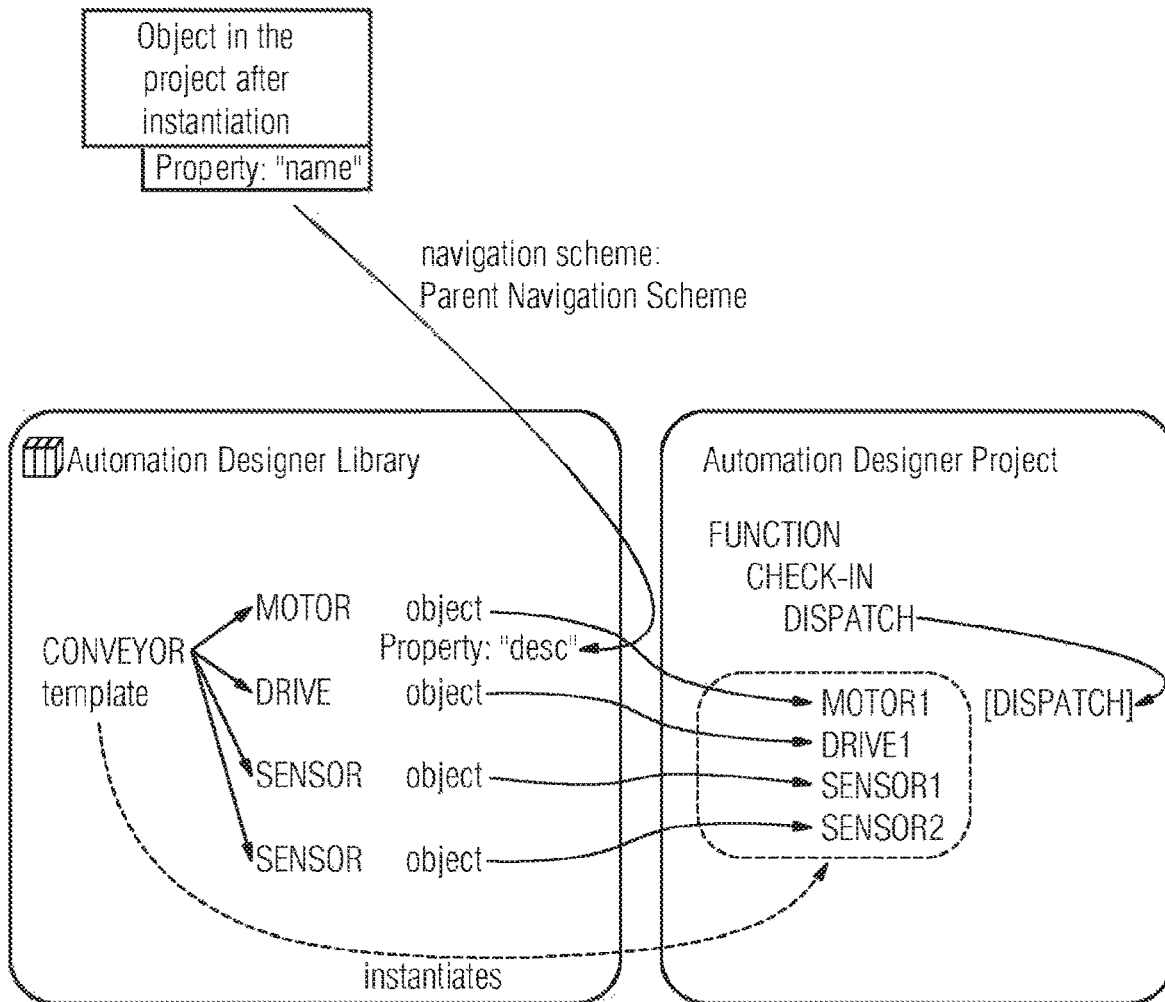 Object in the
project after
instantiation
Property: "name"
navigation scheme:
Parent Navigation Scheme
Automation Designer Library
MOTOR object
Property: "desc"
CONVEYOR
template
DRIVE object
SENSOR object
SENSOR object
instantiates
Automation Designer Project
FUNCTION
CHECK-IN
DISPATCH
MOTOR1 [DISPATCH]
DRIVE1
SENSOR1
SENSOR2